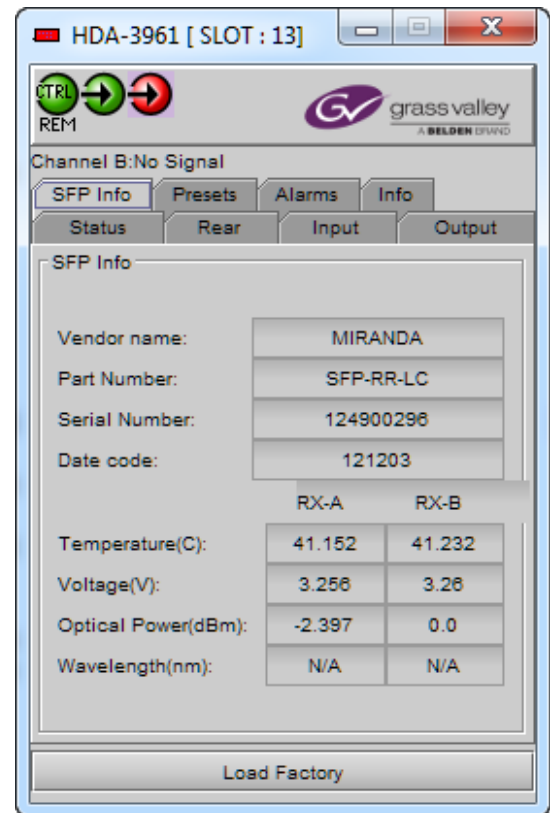 HDA-3961 [ SLOT : 13]
CTRL
REM
grass valley
A BELDEN BRAND
Channel B:No Signal
SFP Info Presets Alarms Info
Status Rear Input Output
SFP Info
Vendor name: MIRANDA
Part Number: SFP-RR-LC
Serial Number: 124900296
Date code: 121203
RX-A RX-B
Temperature(C): 41.152 41.232
Voltage(V): 3.256 3.26
Optical Power(dBm): -2.397 0.0
Wavelength(nm): N/A N/A
Load Factory